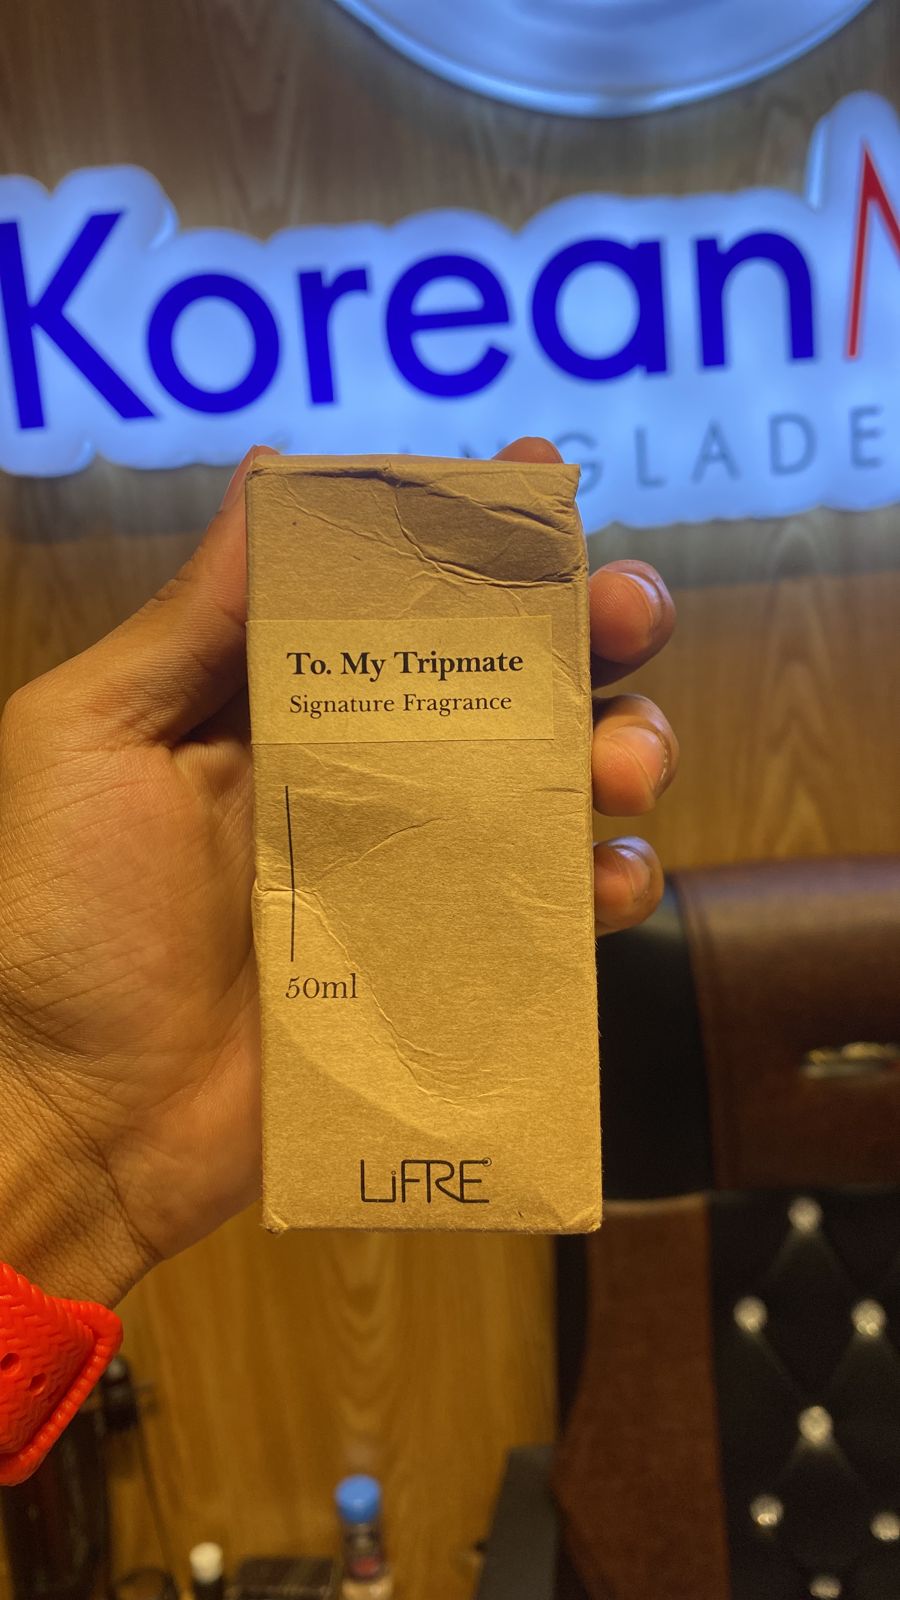 Korean
To. My Tripmate
Signature Fragrance
50ml
LiFRE